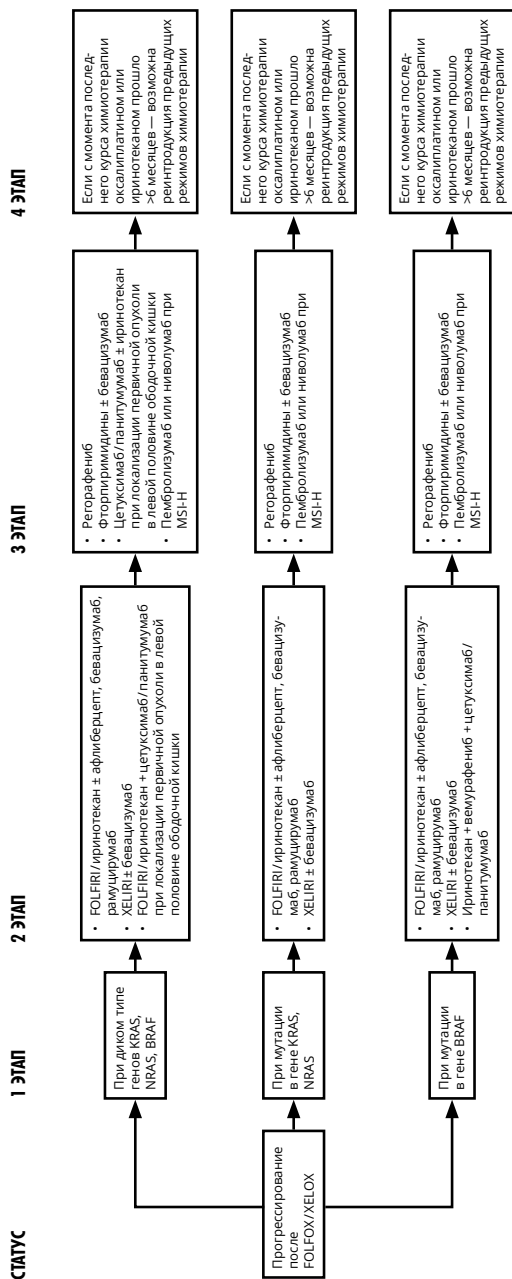 СТАТУС
1 ЭТАП
2 ЭТАП
3 ЭТАП
4 ЭТАП
Прогрессирование
после
FOLFOX/XELOX
При диком типе
генов KRAS,
NRAS, BRAF
• FOLFIRI/иринотекан ± афлиберцепт, бевацизумаб,
рамуцирумаб
• XELIRI ± бевацизумаб
• FOLFIRI/иринотекан + цетуксимаб/панитумумаб
при локализации первичной опухоли в левой
половине ободочной кишки
• Регорафениб
• Фторпиримидины ± бевацизумаб
• Цетуксимаб/панитумумаб ± иринотекан
при локализации первичной опухоли
в левой половине ободочной кишки
• Пембролизумаб или ниволумаб при
MSI-H
Если с момента послед-
него курса химиотерапии
оксалиплатином или
иринотеканом прошло
>6 месяцев — возможна
реинтродукция предыдущих
режимов химиотерапии
При мутации
в гене KRAS,
NRAS
• FOLFIRI/иринотекан ± афлиберцепт, бевацизу-
маб, рамуцирумаб
• XELIRI ± бевацизумаб
• Регорафениб
• Фторпиримидины ± бевацизумаб
• Пембролизумаб или ниволумаб при
MSI-H
Если с момента послед-
него курса химиотерапии
оксалиплатином или
иринотеканом прошло
>6 месяцев — возможна
реинтродукция предыдущих
режимов химиотерапии
При мутации
в гене BRAF
• FOLFIRI/иринотекан ± афлиберцепт, бевацизу-
маб, рамуцирумаб
• XELIRI ± бевацизумаб
• Иринотекан + вемурафениб + цетуксимаб/
панитумумаб
• Регорафениб
• Фторпиримидины ± бевацизумаб
• Пембролизумаб или ниволумаб при
MSI-H
Если с момента послед-
него курса химиотерапии
оксалиплатином или
иринотеканом прошло
>6 месяцев — возможна
реинтродукция предыдущих
режимов химиотерапии